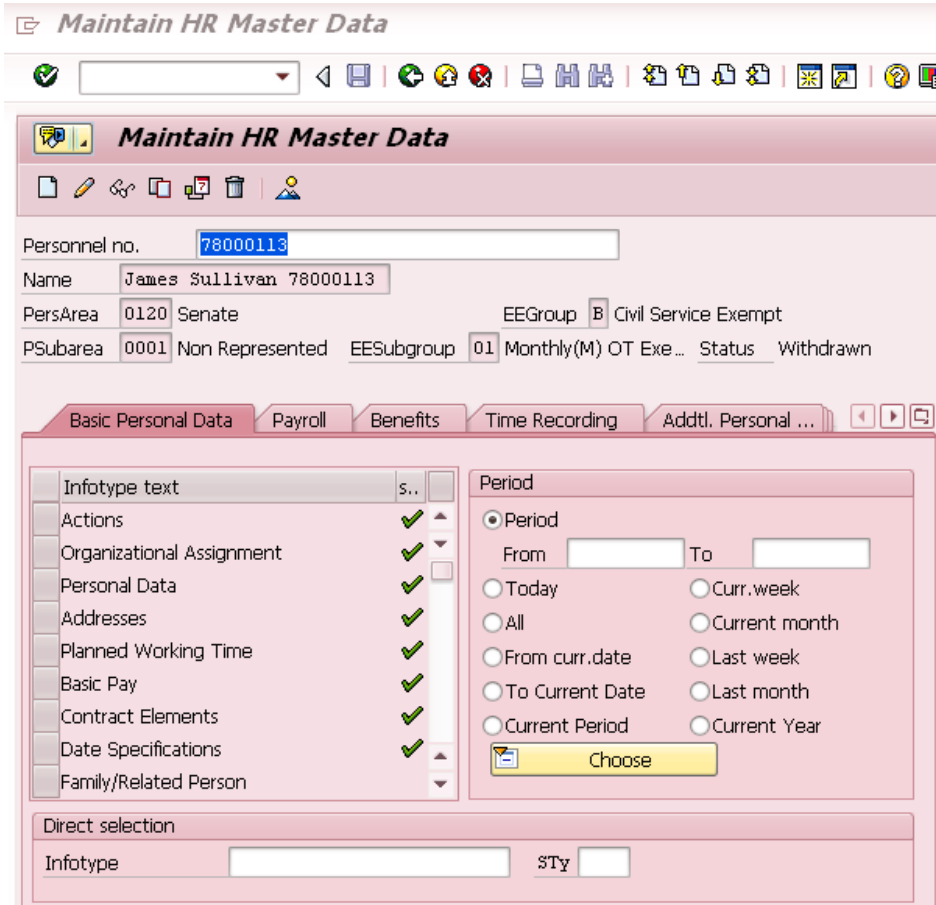 Maintain HR Master Data
Maintain HR Master Data
Personnel no. 78000113
Name James Sullivan 78000113
PersArea 0120 Senate EEGroup B Civil Service Exempt
PSubarea 0001 Non Represented EESubgroup 01 Monthly(M) OT Exe... Status Withdrawn
Basic Personal Data Payroll Benefits Time Recording Addtl. Personal ...
Infotype text s..
Actions
Organizational Assignment
Personal Data
Addresses
Planned Working Time
Basic Pay
Contract Elements
Date Specifications
Family/Related Person
Period
Period
From To
Today Curr.week
All Current month
From curr.date Last week
To Current Date Last month
Current Period Current Year
Choose
Direct selection
Infotype STy